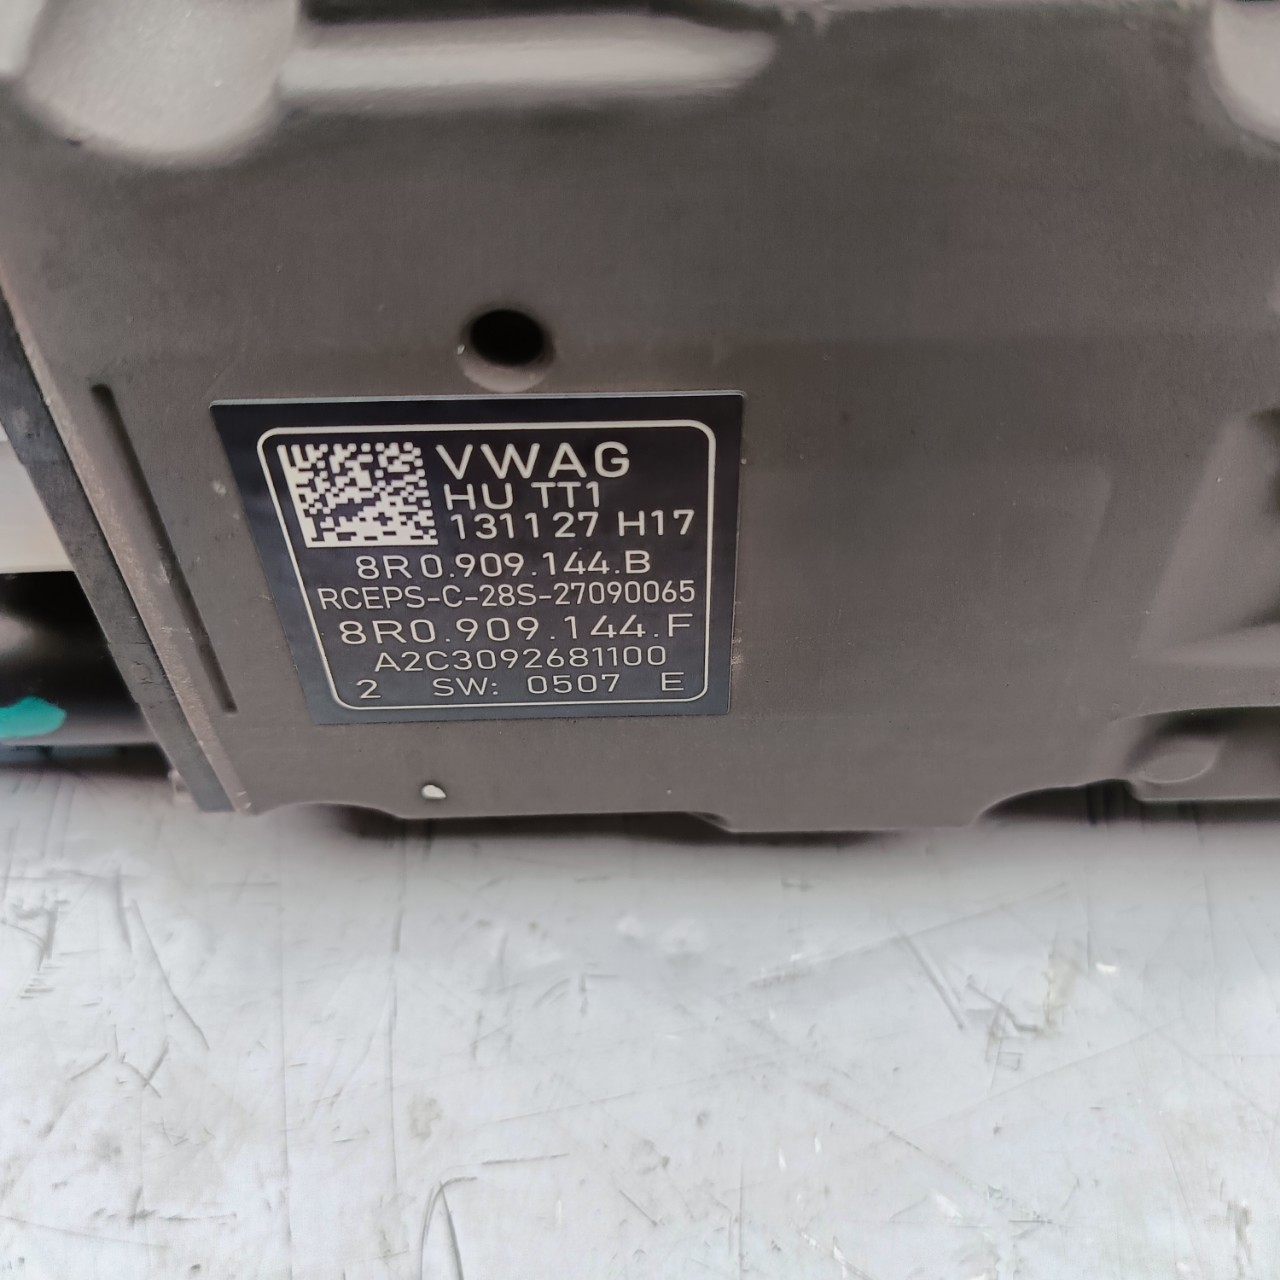 VWAG
HU TT1
131127 H17
8R0.909.144.B
RCEPS-C-28S-27090065
8R0.909.144.F
A2C3092681100
2 SW: 0507 E